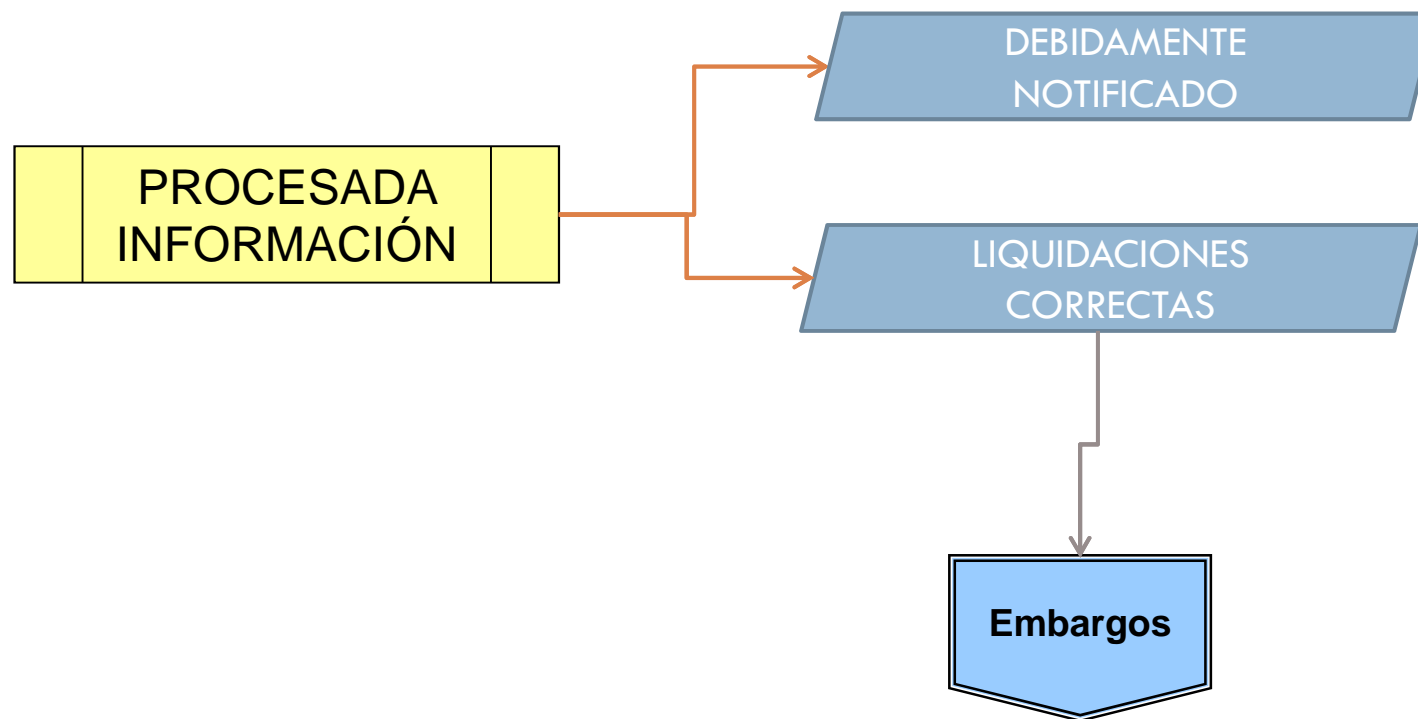 DEBIDAMENTE
NOTIFICADO
PROCESADA
INFORMACIÓN
LIQUIDACIONES
CORRECTAS
Embargos